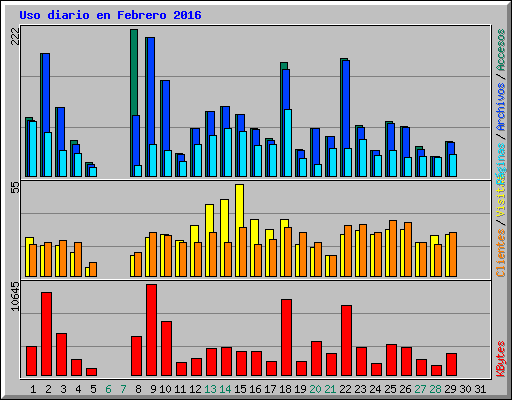 Uso diario en Febrero 2016
222
55
10645
Accesos / Archivos / Páginas
Visitas / Clientes
KBytes
1 2 3 4 5 6 7 8 9 10 11 12 13 14 15 16 17 18 19 20 21 22 23 24 25 26 27 28 29 30 31